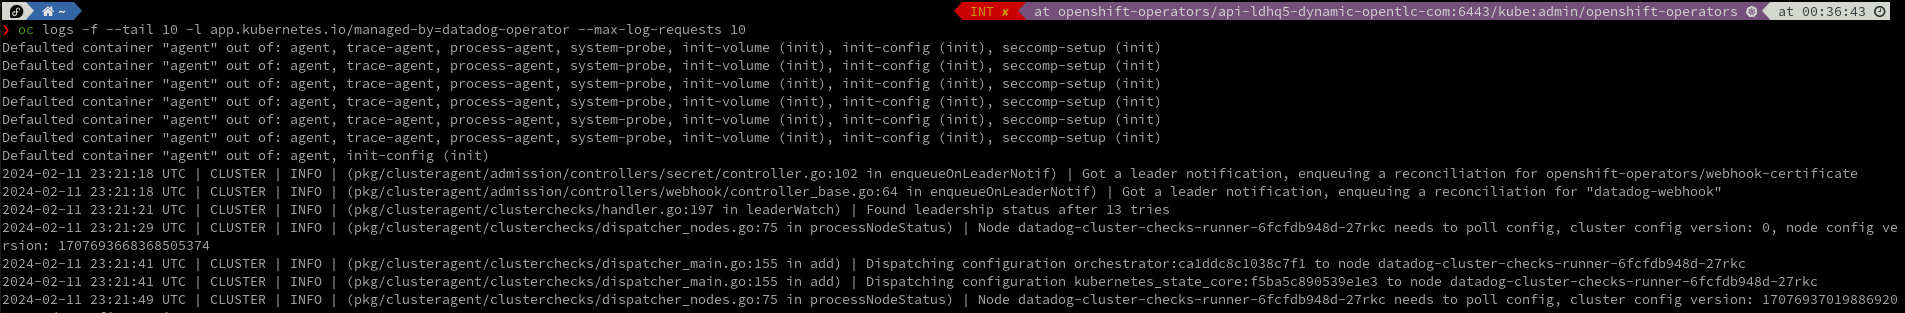 ~
INT ✘ at openshift-operators/api-ldhq5-dynamic-opentlc-com:6443/kube:admin/openshift-operators at 00:36:43
❯ oc logs -f --tail 10 -l app.kubernetes.io/managed-by=datadog-operator --max-log-requests 10
Defaulted container "agent" out of: agent, trace-agent, process-agent, system-probe, init-volume (init), init-config (init), seccomp-setup (init)
Defaulted container "agent" out of: agent, trace-agent, process-agent, system-probe, init-volume (init), init-config (init), seccomp-setup (init)
Defaulted container "agent" out of: agent, trace-agent, process-agent, system-probe, init-volume (init), init-config (init), seccomp-setup (init)
Defaulted container "agent" out of: agent, trace-agent, process-agent, system-probe, init-volume (init), init-config (init), seccomp-setup (init)
Defaulted container "agent" out of: agent, trace-agent, process-agent, system-probe, init-volume (init), init-config (init), seccomp-setup (init)
Defaulted container "agent" out of: agent, trace-agent, process-agent, system-probe, init-volume (init), init-config (init), seccomp-setup (init)
Defaulted container "agent" out of: agent, init-config (init)
2024-02-11 23:21:18 UTC | CLUSTER | INFO | (pkg/clusteragent/admission/controllers/secret/controller.go:102 in enqueueOnLeaderNotif) | Got a leader notification, enqueuing a reconciliation for openshift-operators/webhook-certificate
2024-02-11 23:21:18 UTC | CLUSTER | INFO | (pkg/clusteragent/admission/controllers/webhook/controller_base.go:64 in enqueueOnLeaderNotif) | Got a leader notification, enqueuing a reconciliation for "datadog-webhook"
2024-02-11 23:21:21 UTC | CLUSTER | INFO | (pkg/clusteragent/clusterchecks/handler.go:197 in leaderWatch) | Found leadership status after 13 tries
2024-02-11 23:21:29 UTC | CLUSTER | INFO | (pkg/clusteragent/clusterchecks/dispatcher_nodes.go:75 in processNodeStatus) | Node datadog-cluster-checks-runner-6fcfdb948d-27rkc needs to poll config, cluster config version: 0, node config ve
rsion: 1707693668368505374
2024-02-11 23:21:41 UTC | CLUSTER | INFO | (pkg/clusteragent/clusterchecks/dispatcher_main.go:155 in add) | Dispatching configuration orchestrator:ca1ddc8c1038c7f1 to node datadog-cluster-checks-runner-6fcfdb948d-27rkc
2024-02-11 23:21:41 UTC | CLUSTER | INFO | (pkg/clusteragent/clusterchecks/dispatcher_main.go:155 in add) | Dispatching configuration kubernetes_state_core:f5ba5c890539e1e3 to node datadog-cluster-checks-runner-6fcfdb948d-27rkc
2024-02-11 23:21:49 UTC | CLUSTER | INFO | (pkg/clusteragent/clusterchecks/dispatcher_nodes.go:75 in processNodeStatus) | Node datadog-cluster-checks-runner-6fcfdb948d-27rkc needs to poll config, cluster config version: 17076937019886920